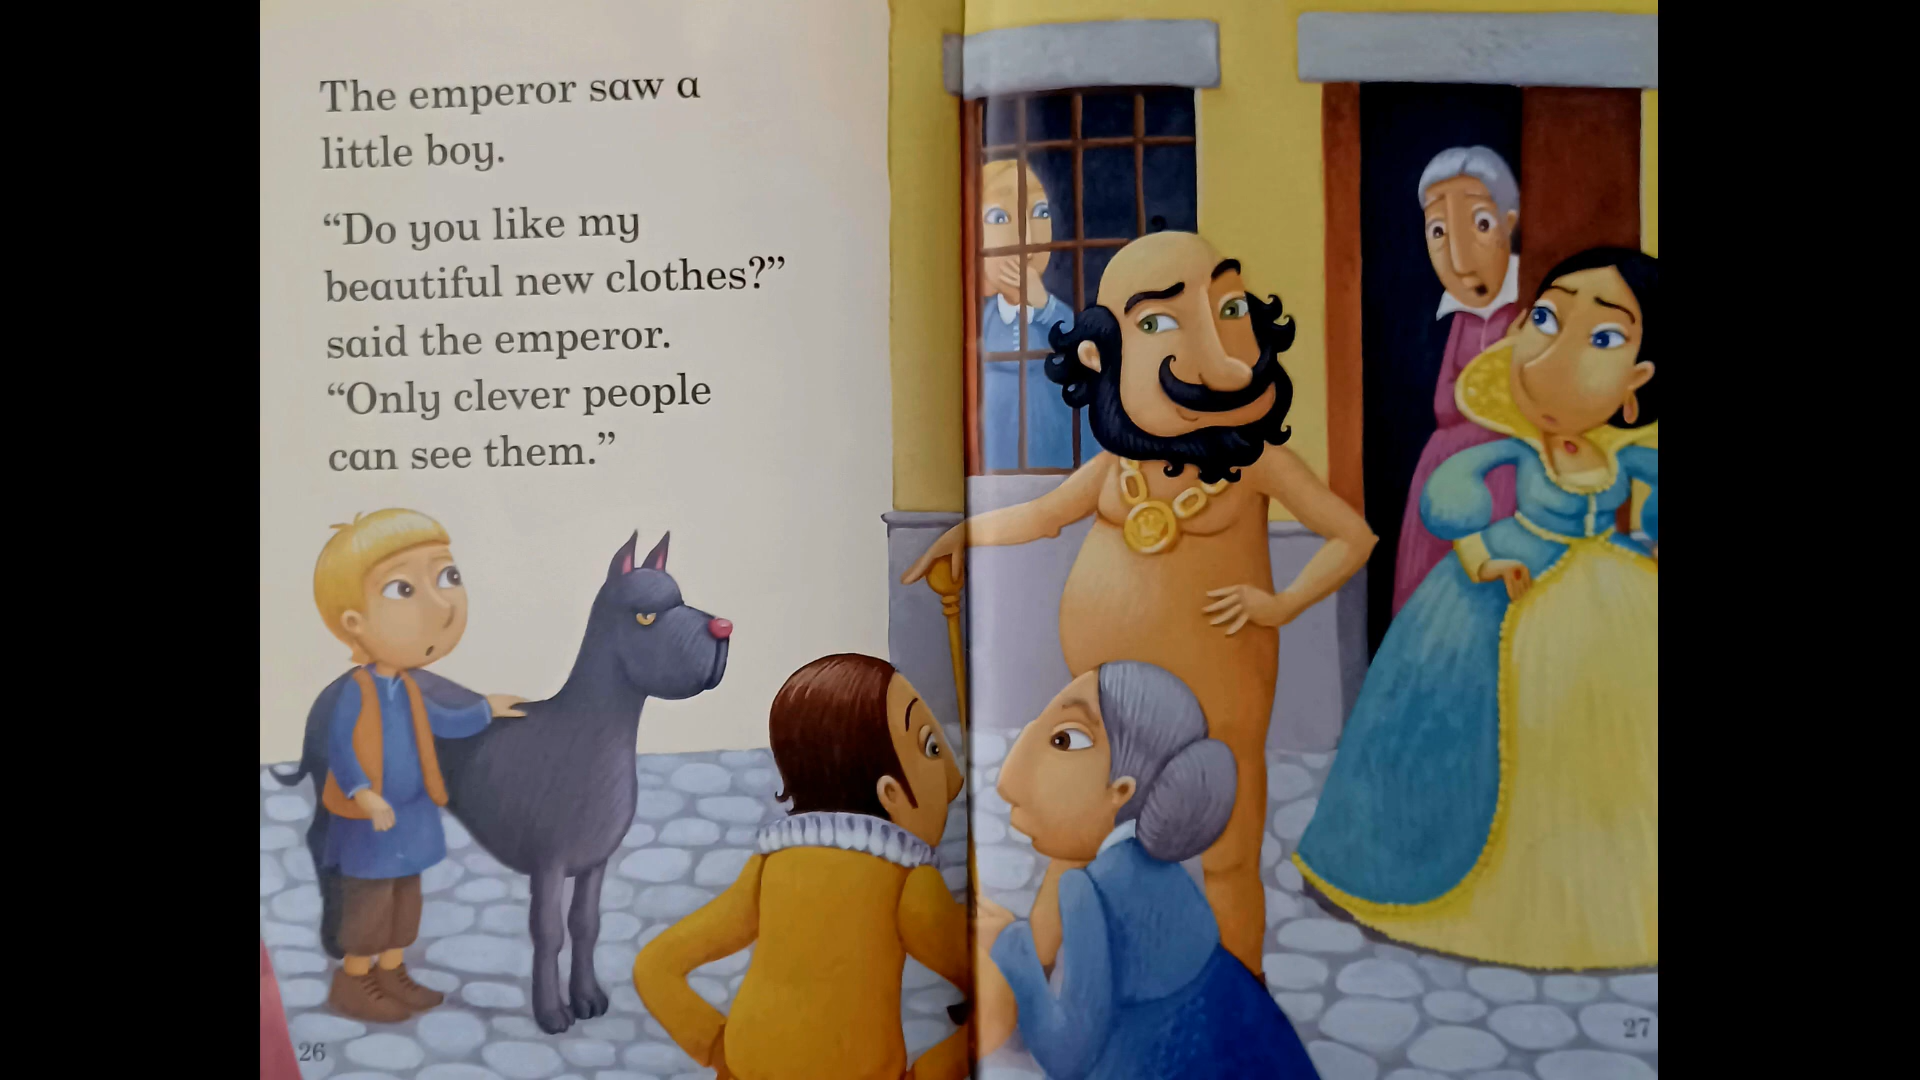 The emperor saw a
little boy.
“Do you like my
beautiful new clothes?”
said the emperor.
“Only clever people
can see them.”
26
27